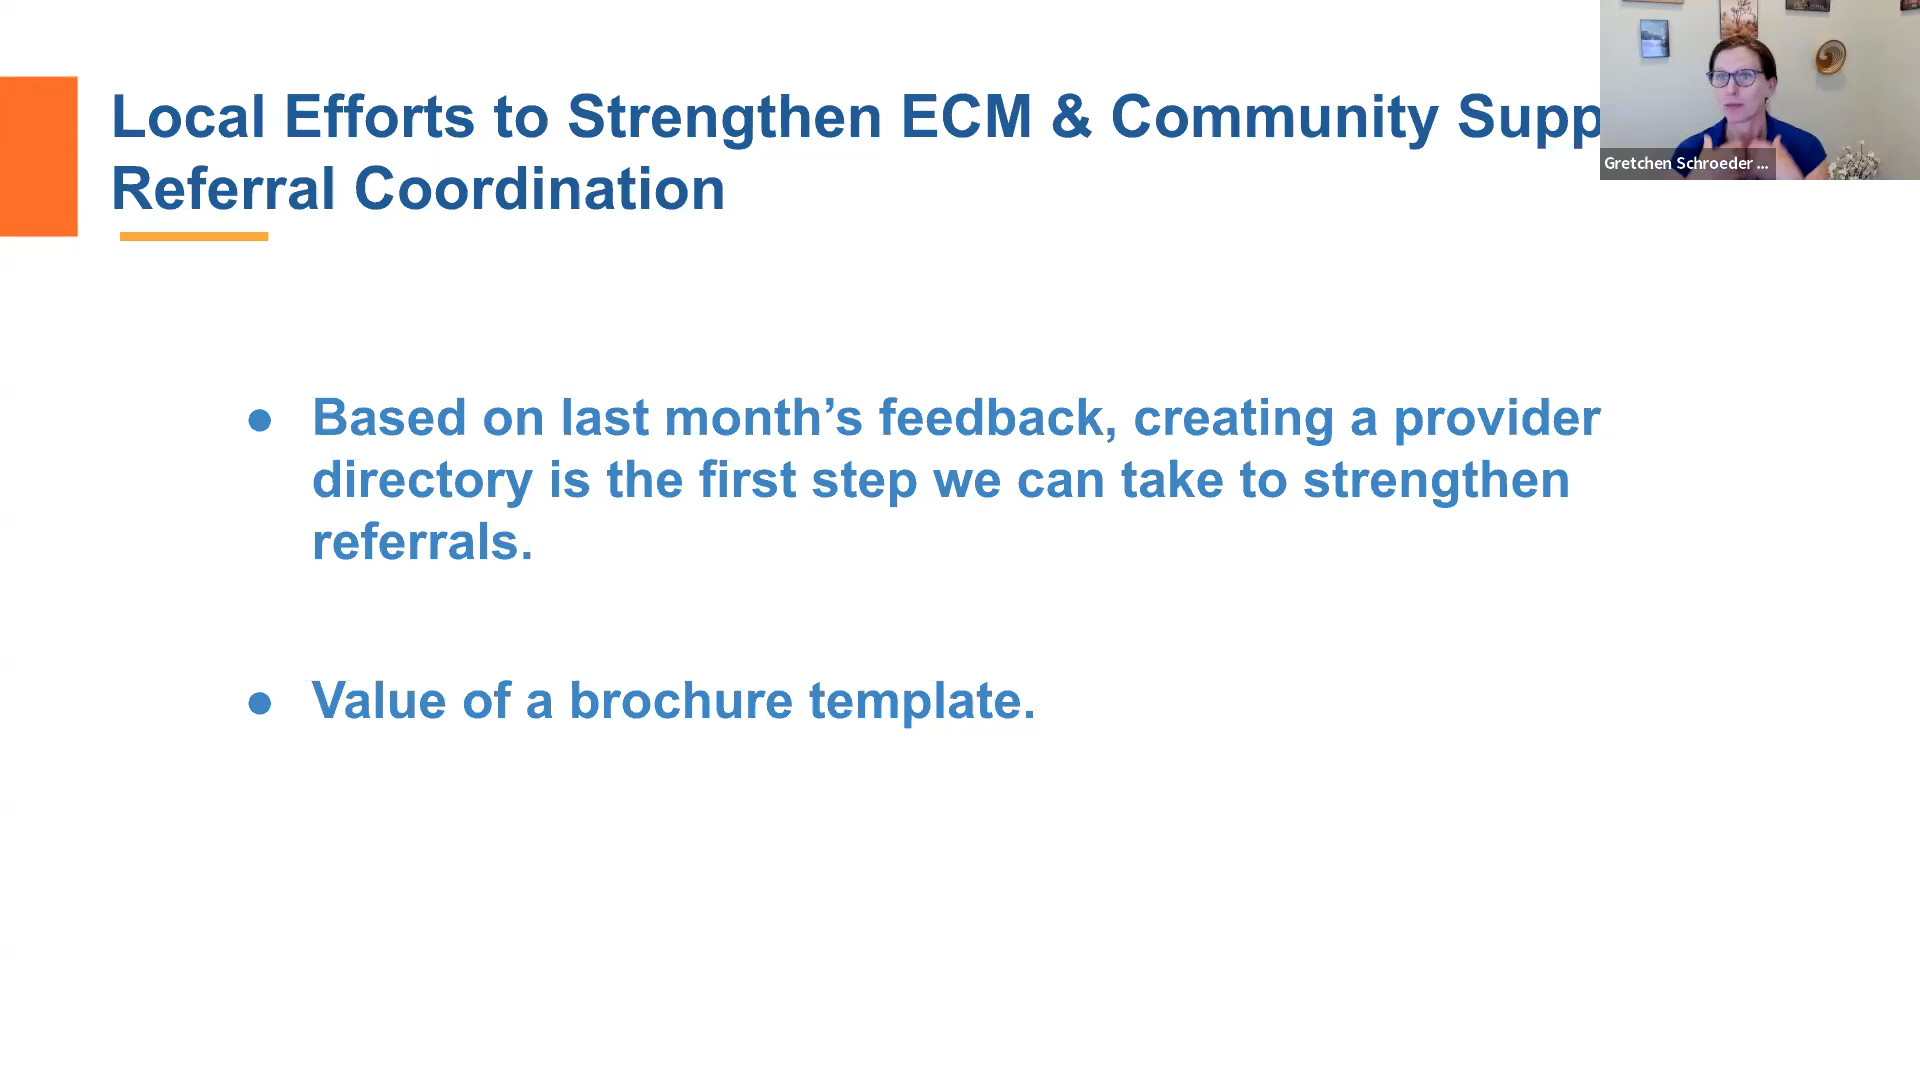 Local Efforts to Strengthen ECM & Community Supp
Referral Coordination
Gretchen Schroeder ...
● Based on last month’s feedback, creating a provider
directory is the first step we can take to strengthen
referrals.
● Value of a brochure template.